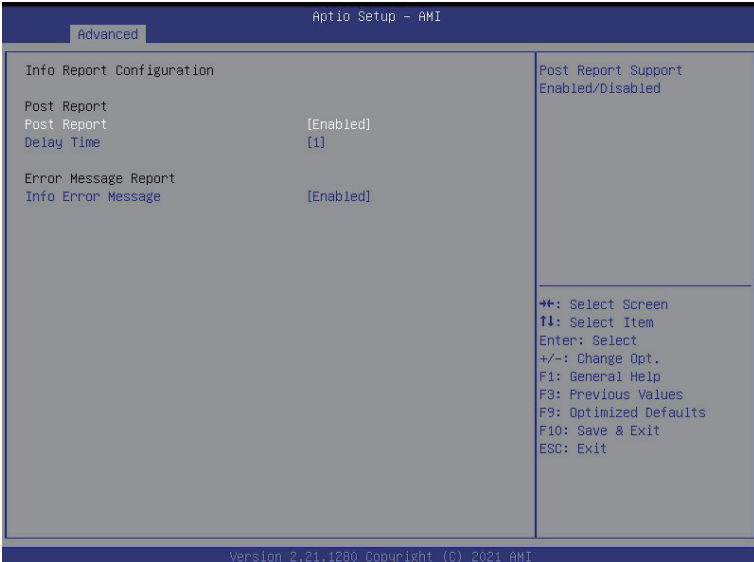 Aptio Setup – AMI
Advanced
Info Report Configuration
Post Report
Post Report [Enabled]
Delay Time [1]
Error Message Report
Info Error Message [Enabled]
Post Report Support
Enabled/Disabled
→←: Select Screen
↑↓: Select Item
Enter: Select
+/-: Change Opt.
F1: General Help
F3: Previous Values
F9: Optimized Defaults
F10: Save & Exit
ESC: Exit
Version 2.21.1280 Copyright (C) 2021 AMI